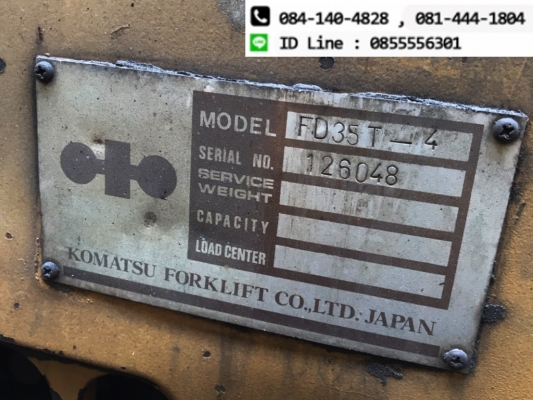 084-140-4828 , 081-444-1804
ID Line : 0855556301
MODEL FD35T-4
SERIAL NO. 126048
SERVICE WEIGHT
CAPACITY
LOAD CENTER
KOMATSU FORKLIFT CO.,LTD. JAPAN